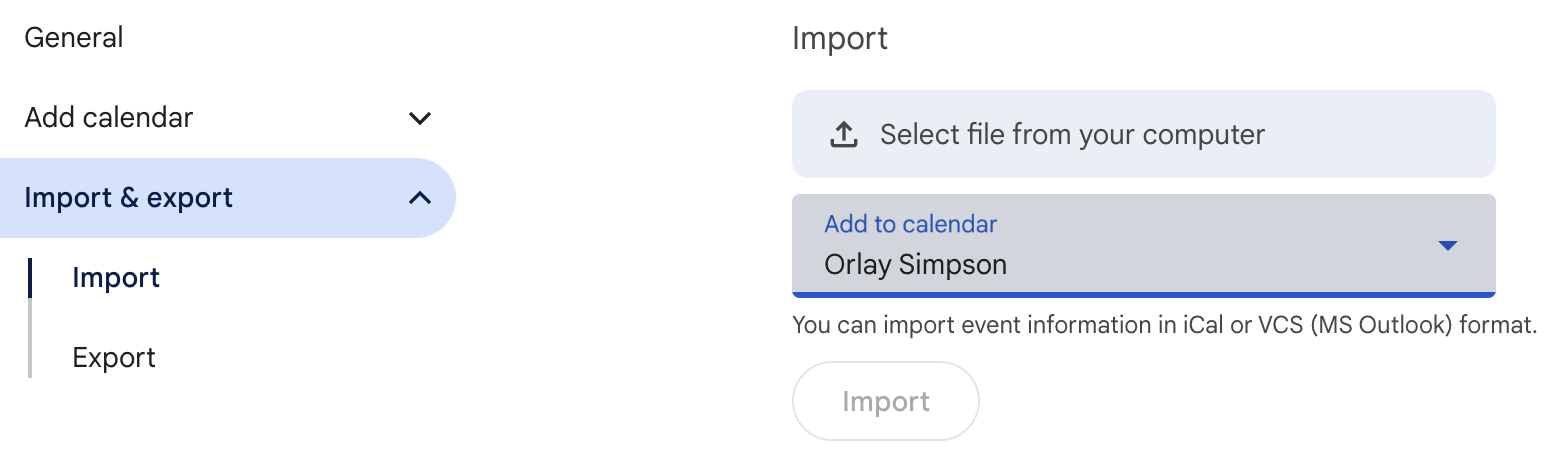 General
Add calendar
Import & export
Import
Export
Import
Select file from your computer
Add to calendar
Orlay Simpson
You can import event information in iCal or VCS (MS Outlook) format.
Import